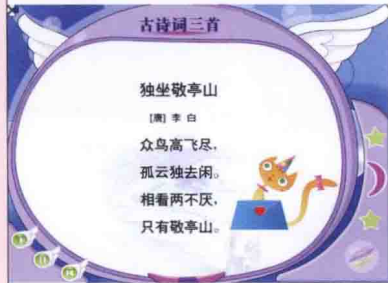 古诗词三首
独坐敬亭山
[唐] 李 白
众鸟高飞尽，
孤云独去闲。
相看两不厌，
只有敬亭山。